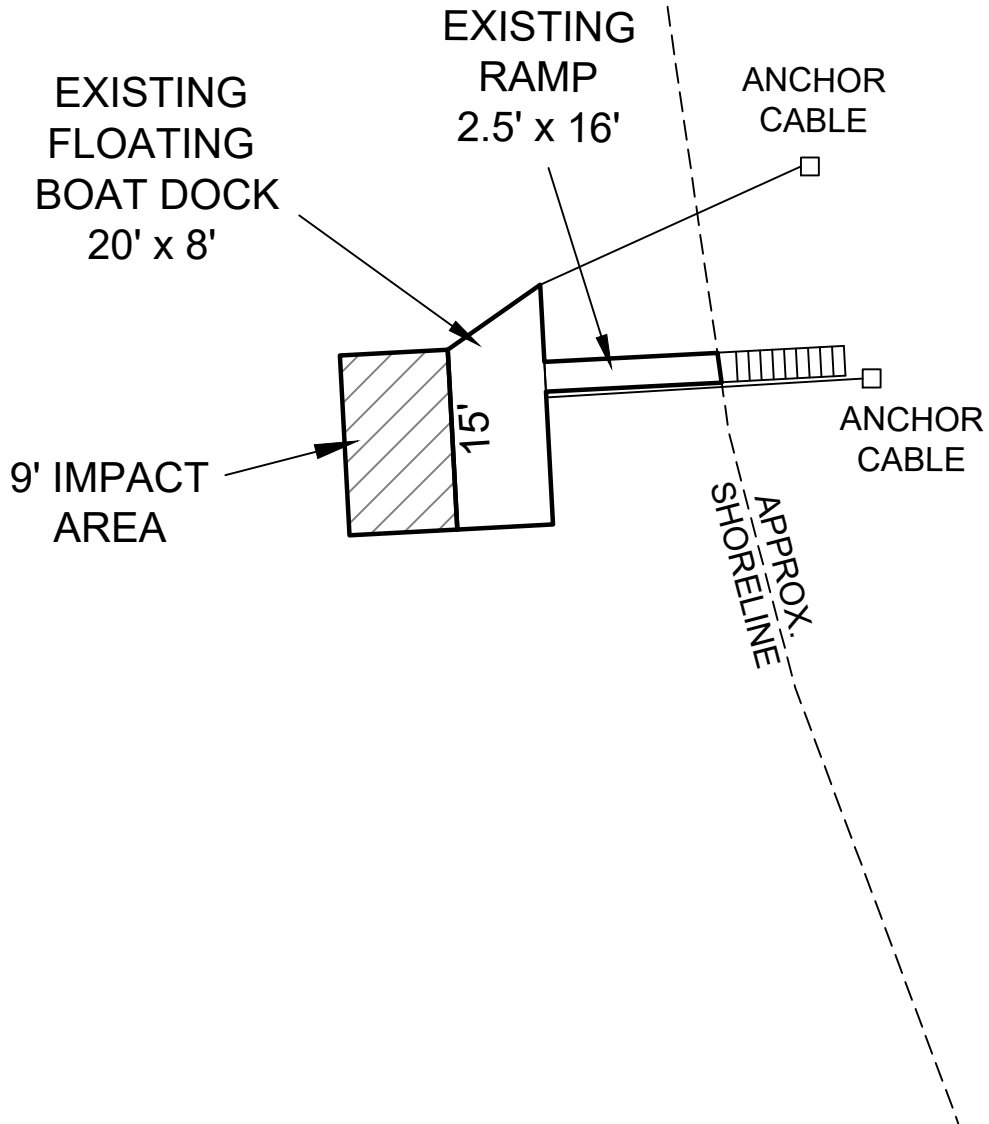 EXISTING
FLOATING
BOAT DOCK
20' x 8'
EXISTING
RAMP
2.5' x 16'
ANCHOR
CABLE
15'
9' IMPACT
AREA
ANCHOR
CABLE
APPROX.
SHORELINE